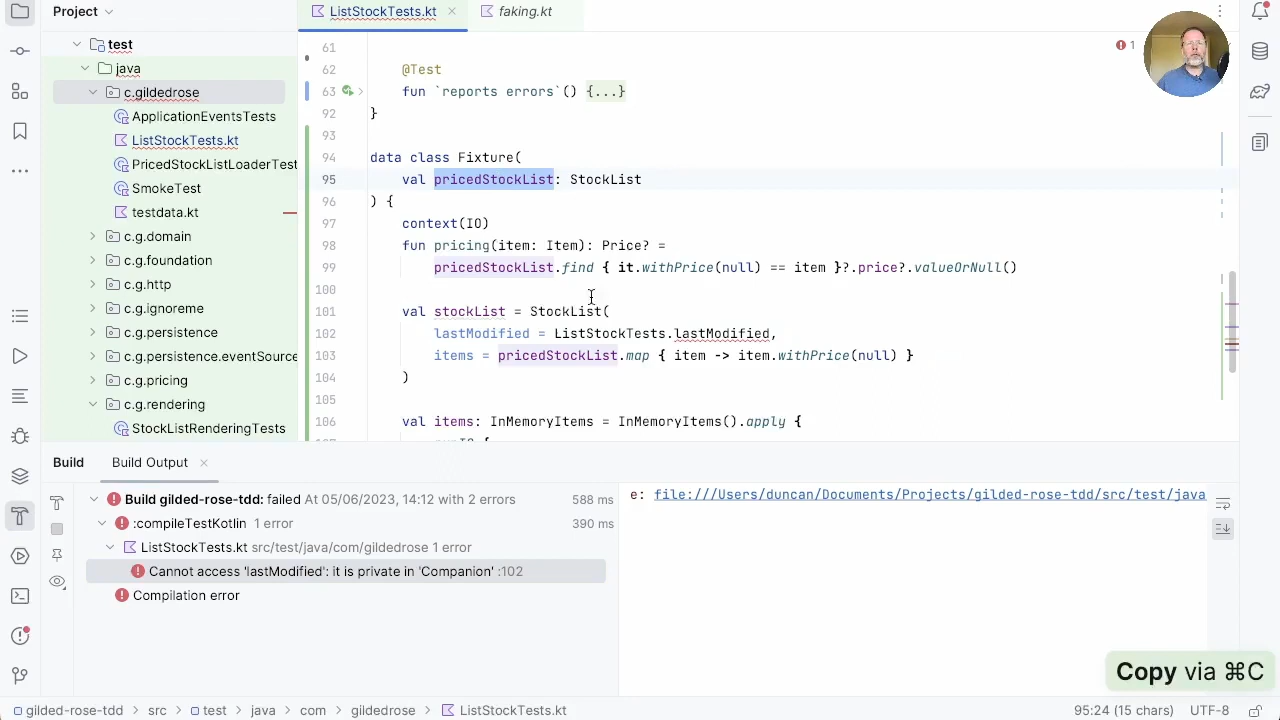 Project
ListStockTests.kt
faking.kt
test
java
c.gildedrose
ApplicationEventsTests
ListStockTests.kt
PricedStockListLoaderTest
SmokeTest
testdata.kt
c.g.domain
c.g.foundation
c.g.http
c.g.ignoreme
c.g.persistence
c.g.persistence.eventSource
c.g.pricing
c.g.rendering
StockListRenderingTests
1
61
62 @Test
63 fun `reports errors`() {...}
92 }
93
94 data class Fixture(
95 val pricedStockList: StockList
96 ) {
97 context(IO)
98 fun pricing(item: Item): Price? =
99 pricedStockList.find { it.withPrice(null) == item }?.price?.valueOrNull()
100
101 val stockList = StockList(
102 lastModified = ListStockTests.lastModified,
103 items = pricedStockList.map { item -> item.withPrice(null) }
104 )
105
106 val items: InMemoryItems = InMemoryItems().apply {
Build
Build Output
Build gilded-rose-tdd: failed At 05/06/2023, 14:12 with 2 errors 588 ms
:compileTestKotlin 1 error 390 ms
ListStockTests.kt src/test/java/com/gildedrose 1 error
Cannot access 'lastModified': it is private in 'Companion' :102
Compilation error
e: file:///Users/duncan/Documents/Projects/gilded-rose-tdd/src/test/java
Copy via ⌘C
gilded-rose-tdd > src > test > java > com > gildedrose > ListStockTests.kt
95:24 (15 chars) UTF-8